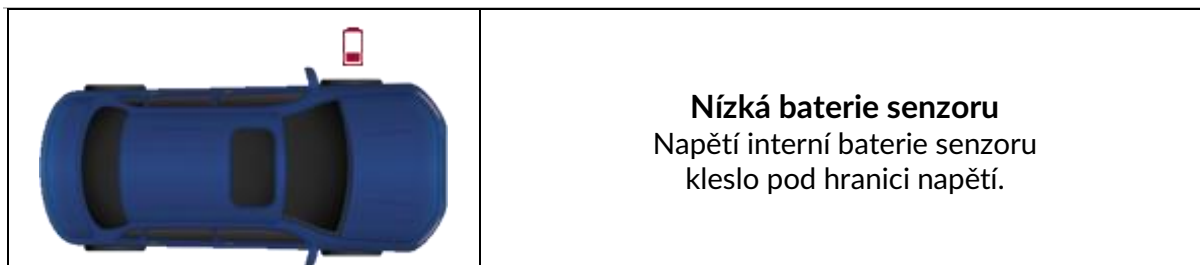 Nízká baterie senzoru
Napětí interní baterie senzoru
kleslo pod hranici napětí.